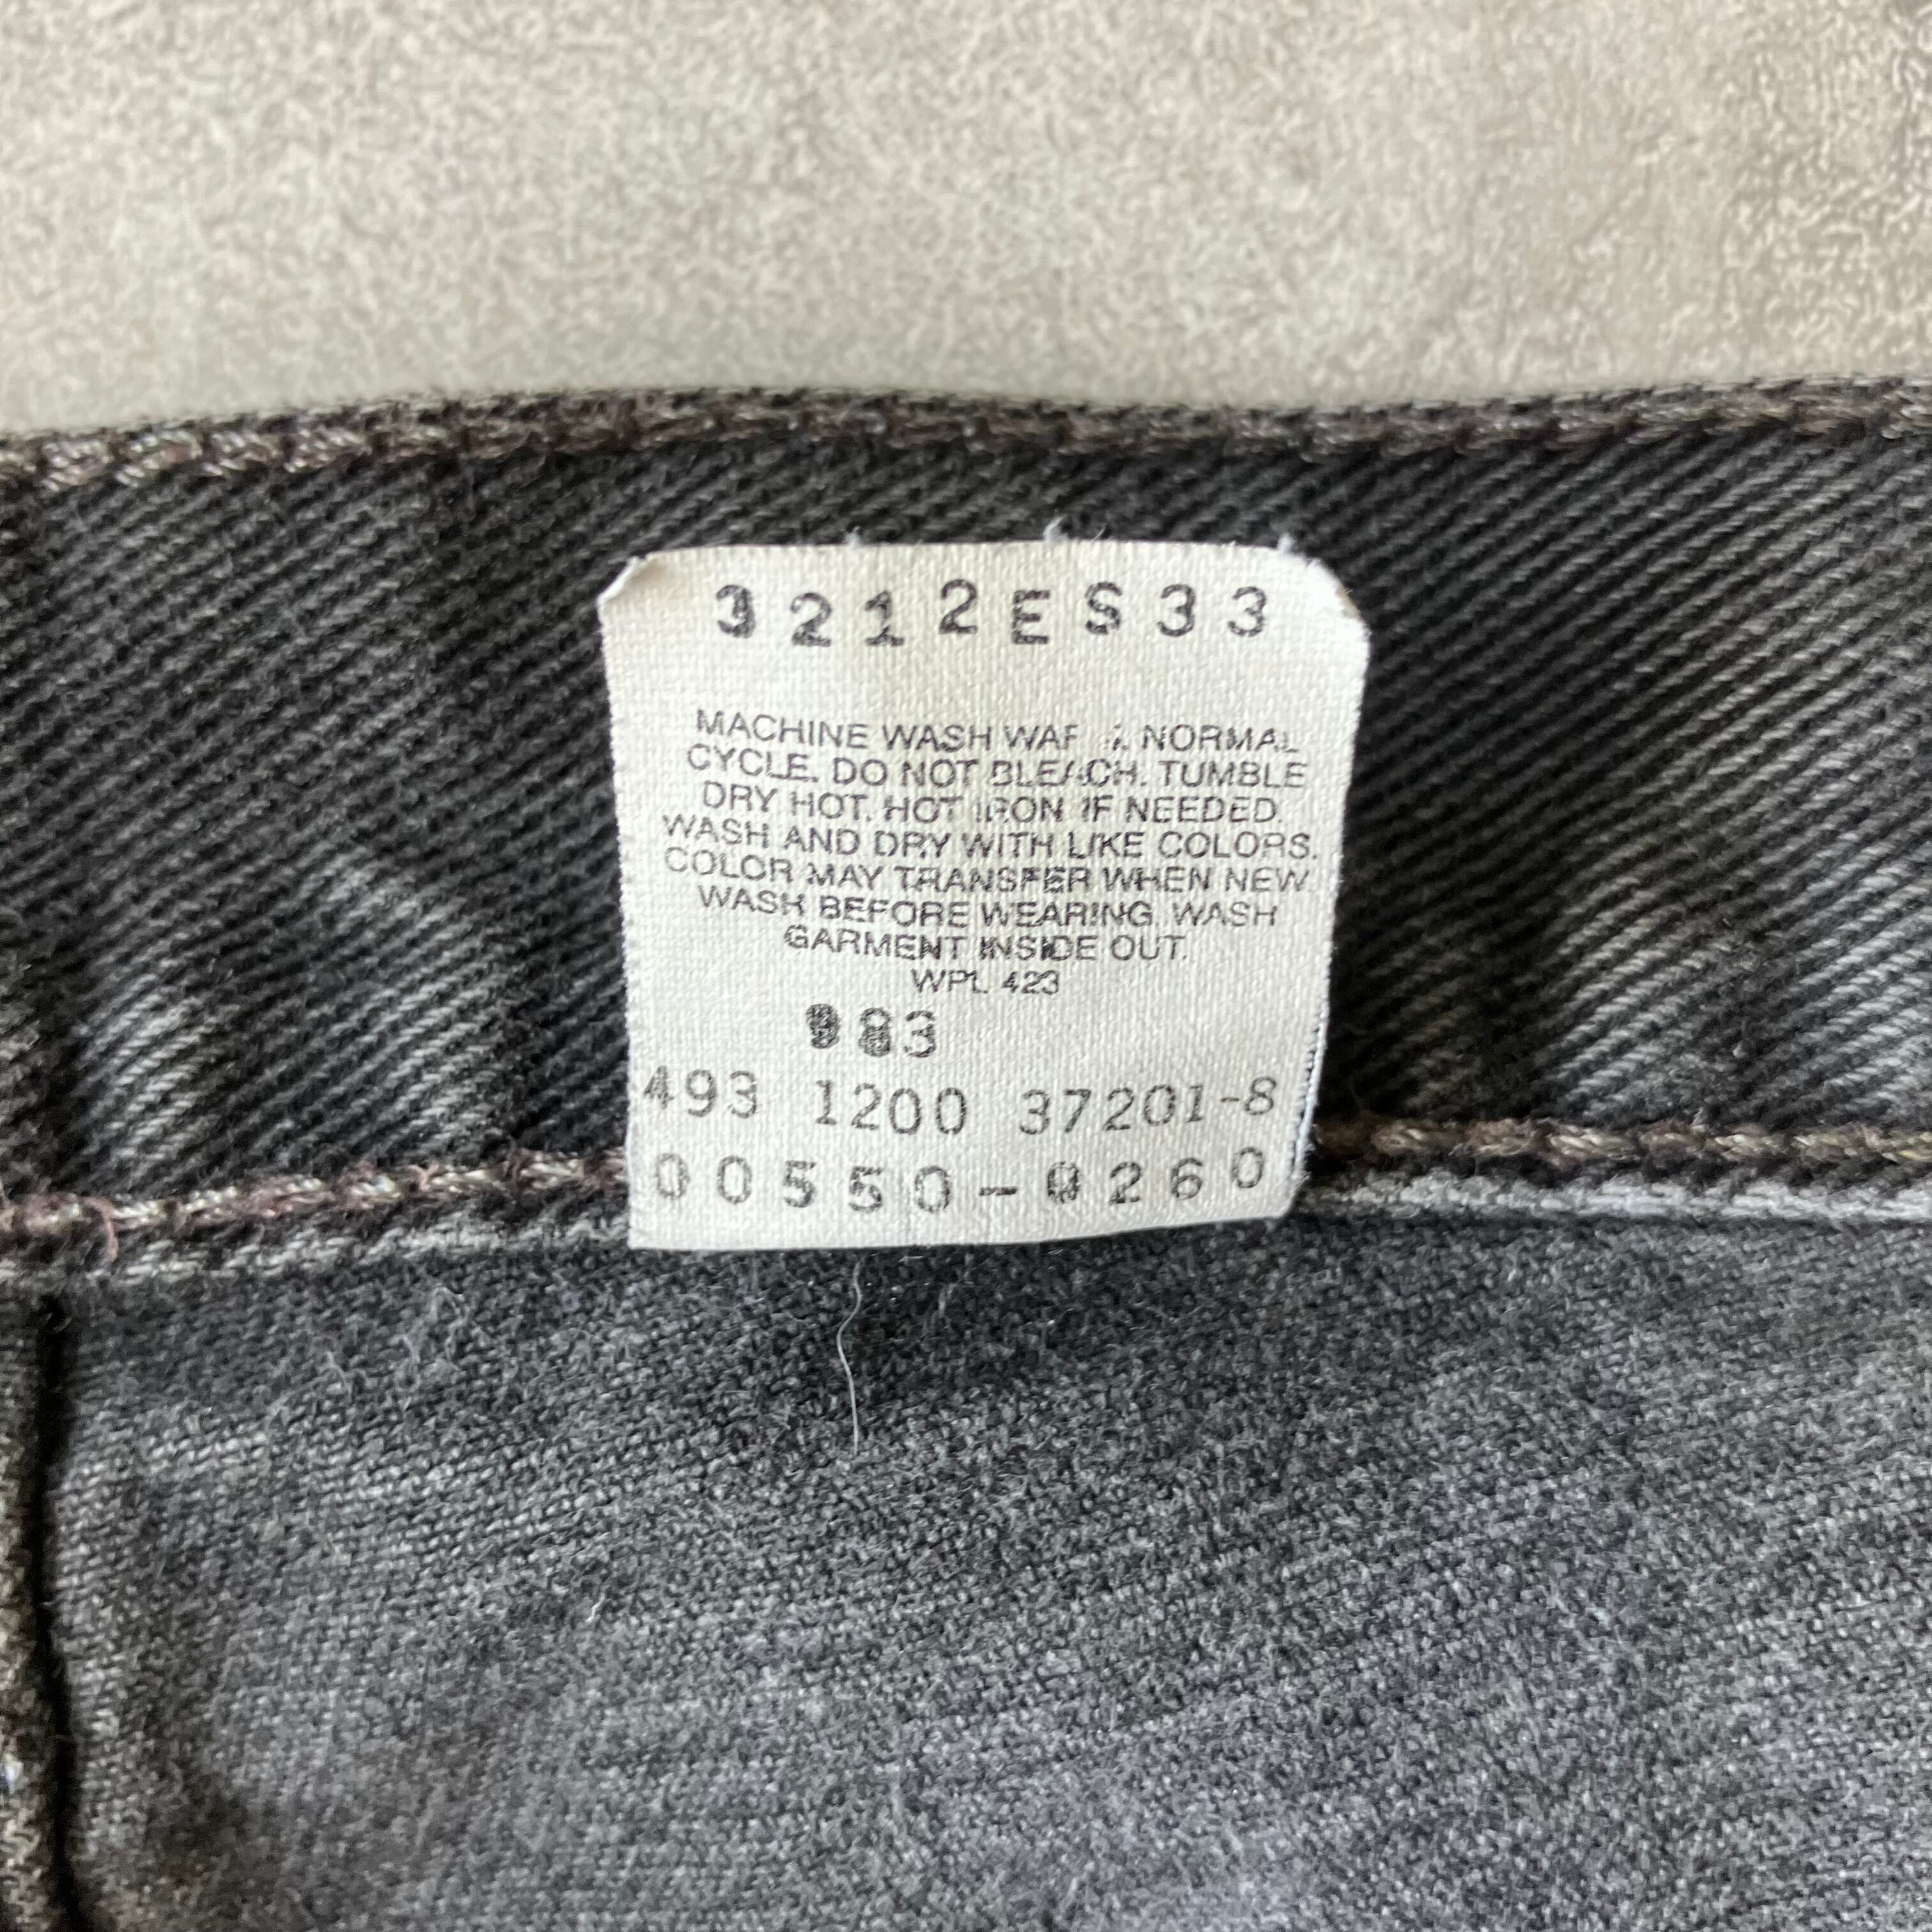 3212ES33
MACHINE WASH WAR & NORMAL
CYCLE. DO NOT BLEACH. TUMBLE
DRY HOT. HOT IRON IF NEEDED.
WASH AND DRY WITH LIKE COLORS.
COLOR MAY TRANSFER WHEN NEW
WASH BEFORE WEARING. WASH
GARMENT INSIDE OUT.
WPL 423
983
493 1200 37201-8
00550-0260